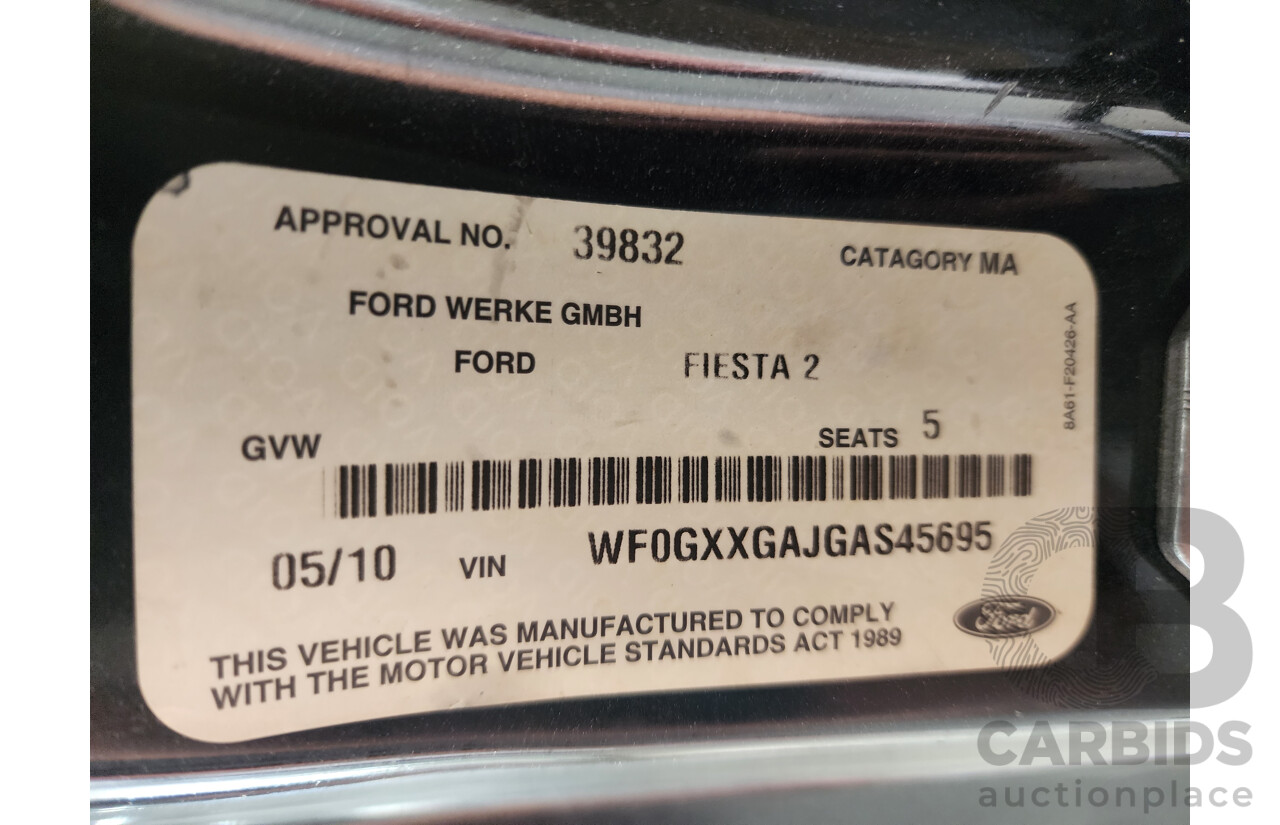 APPROVAL NO. 39832 CATAGORY MA
FORD WERKE GMBH
FORD FIESTA 2
8A61-F20426-AA
GVW SEATS 5
05/10 VIN WF0GXXGAJGAS45695
Ford
THIS VEHICLE WAS MANUFACTURED TO COMPLY
WITH THE MOTOR VEHICLE STANDARDS ACT 1989
CB
CARBIDS
auctionplace